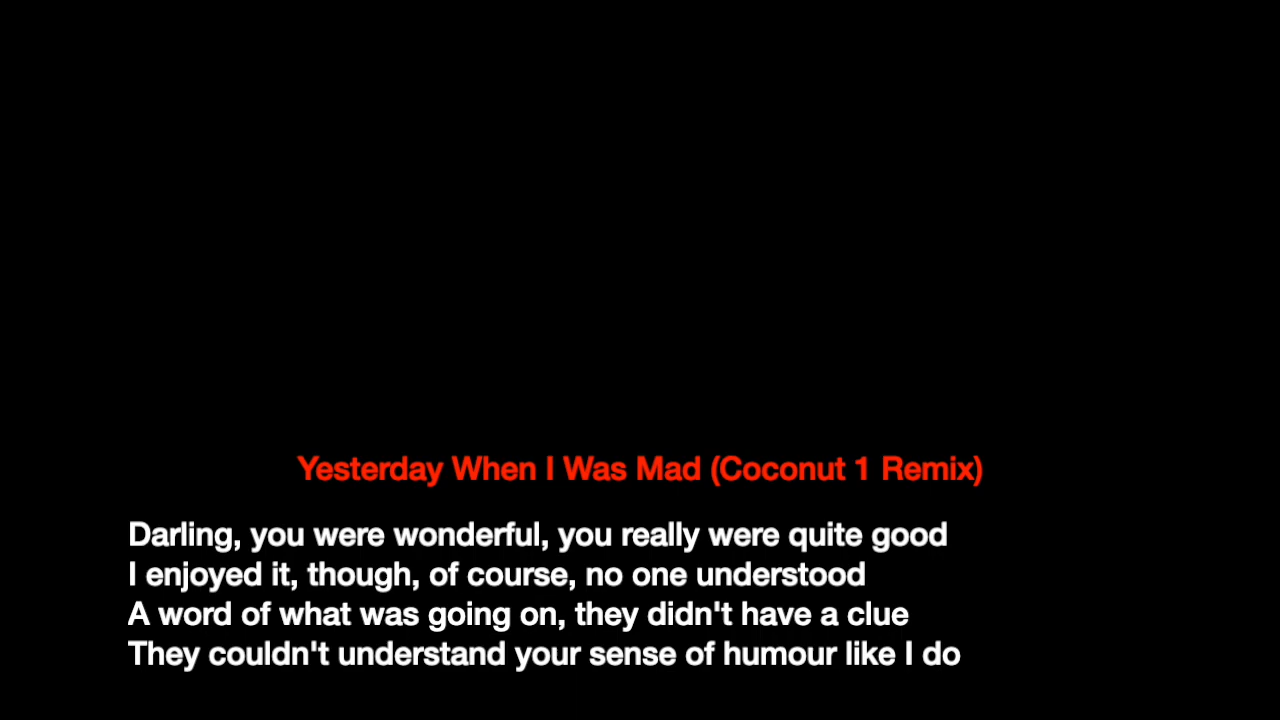 Yesterday When I Was Mad (Coconut 1 Remix)
Darling, you were wonderful, you really were quite good
I enjoyed it, though, of course, no one understood
A word of what was going on, they didn't have a clue
They couldn't understand your sense of humour like I do